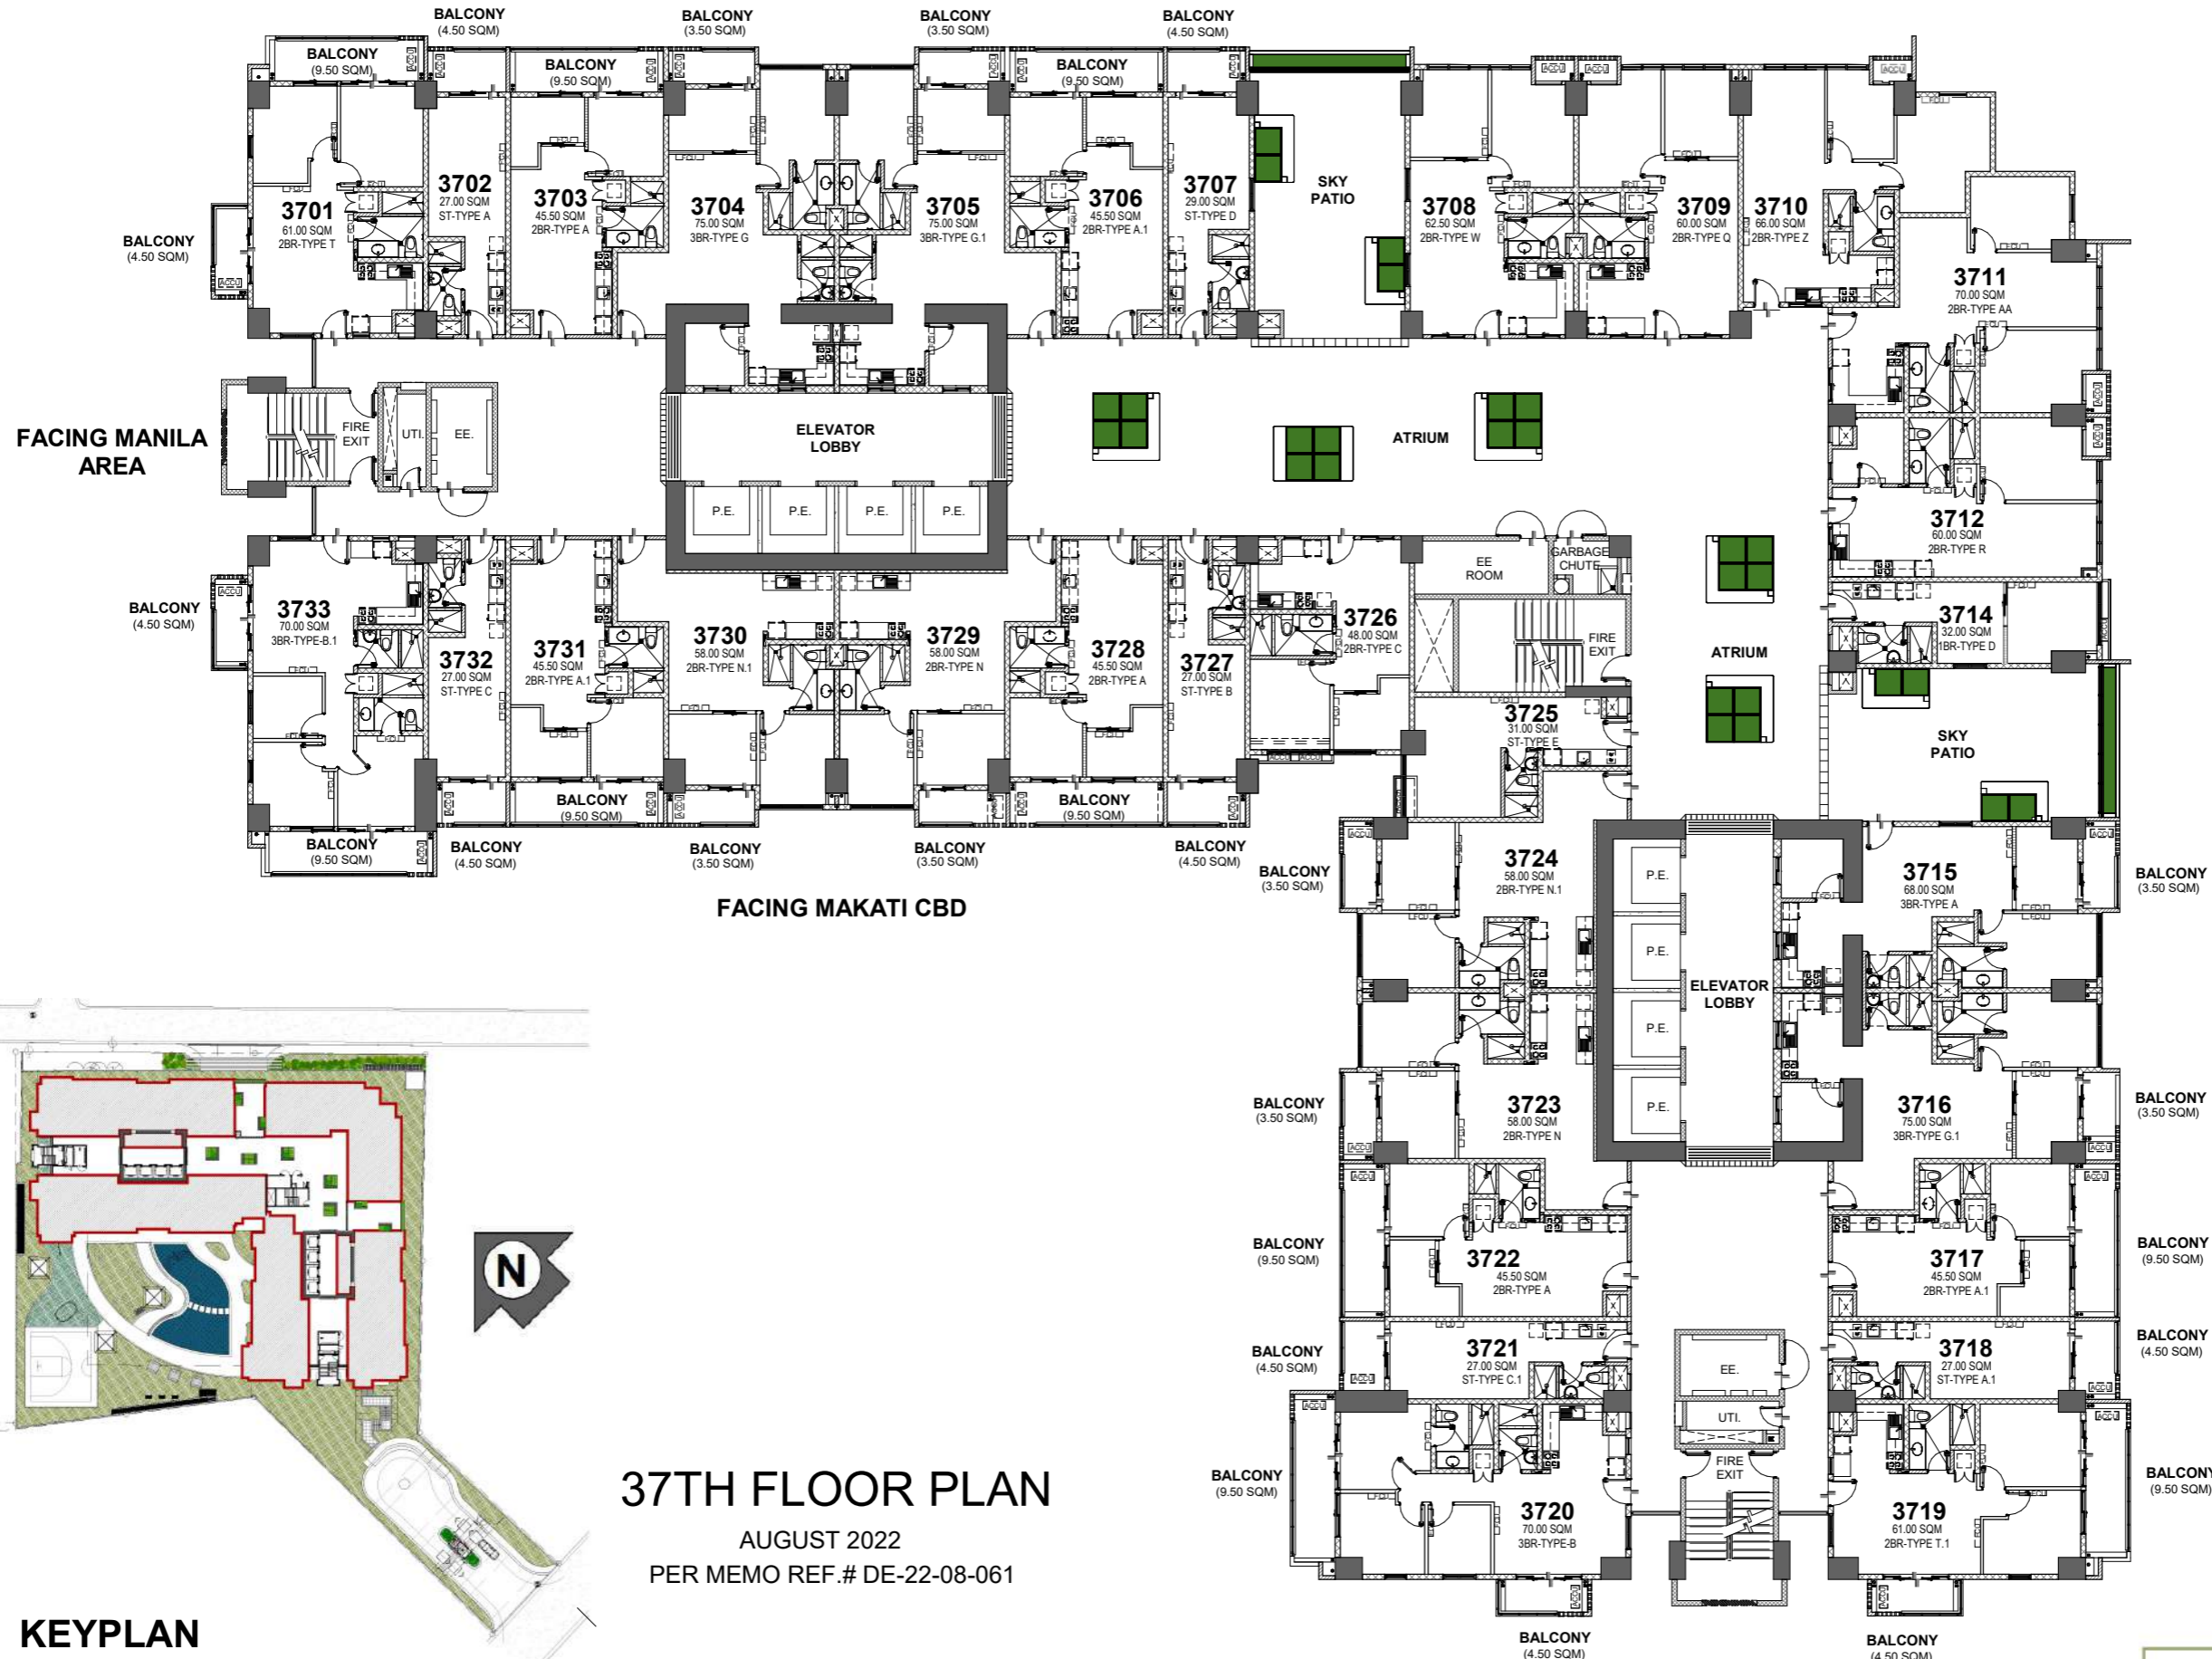 BALCONY
(4.50 SQM)
BALCONY
(3.50 SQM)
BALCONY
(3.50 SQM)
BALCONY
(4.50 SQM)
BALCONY
(9.50 SQM)
BALCONY
(9.50 SQM)
BALCONY
(9.50 SQM)
3701
61.00 SQM
2BR-TYPE T
3702
27.00 SQM
ST-TYPE A
3703
45.50 SQM
2BR-TYPE A
3704
75.00 SQM
3BR-TYPE G
3705
75.00 SQM
3BR-TYPE G.1
3706
45.50 SQM
2BR-TYPE A.1
3707
29.00 SQM
ST-TYPE D
SKY
PATIO
3708
62.50 SQM
2BR-TYPE W
3709
60.00 SQM
2BR-TYPE Q
3710
66.00 SQM
2BR-TYPE Z
3711
70.00 SQM
2BR-TYPE AA
BALCONY
(4.50 SQM)
FACING MANILA
AREA
FIRE
EXIT
UTI.
EE.
ELEVATOR
LOBBY
P.E.
P.E.
P.E.
P.E.
ATRIUM
3712
60.00 SQM
2BR-TYPE R
EE
ROOM
GARBAGE
CHUTE
FIRE
EXIT
ATRIUM
3714
32.00 SQM
1BR-TYPE D
SKY
PATIO
BALCONY
(4.50 SQM)
3733
70.00 SQM
3BR-TYPE-B.1
3732
27.00 SQM
ST-TYPE C
3731
45.50 SQM
2BR-TYPE A.1
3730
58.00 SQM
2BR-TYPE N.1
3729
58.00 SQM
2BR-TYPE N
3728
45.50 SQM
2BR-TYPE A
3727
27.00 SQM
ST-TYPE B
3726
48.00 SQM
2BR-TYPE C
3725
31.00 SQM
ST-TYPE E
BALCONY
(9.50 SQM)
BALCONY
(9.50 SQM)
BALCONY
(9.50 SQM)
BALCONY
(4.50 SQM)
BALCONY
(3.50 SQM)
BALCONY
(3.50 SQM)
BALCONY
(4.50 SQM)
FACING MAKATI CBD
BALCONY
(3.50 SQM)
3724
58.00 SQM
2BR-TYPE N.1
P.E.
P.E.
P.E.
P.E.
ELEVATOR
LOBBY
3715
68.00 SQM
3BR-TYPE A
BALCONY
(3.50 SQM)
BALCONY
(3.50 SQM)
3723
58.00 SQM
2BR-TYPE N
3716
75.00 SQM
3BR-TYPE G.1
BALCONY
(3.50 SQM)
BALCONY
(9.50 SQM)
3722
45.50 SQM
2BR-TYPE A
3717
45.50 SQM
2BR-TYPE A.1
BALCONY
(9.50 SQM)
BALCONY
(4.50 SQM)
3721
27.00 SQM
ST-TYPE C.1
EE.
UTI.
FIRE
EXIT
3718
27.00 SQM
ST-TYPE A.1
BALCONY
(4.50 SQM)
BALCONY
(9.50 SQM)
3720
70.00 SQM
3BR-TYPE-B
3719
61.00 SQM
2BR-TYPE T.1
BALCONY
(9.50 SQM)
BALCONY
(4.50 SQM)
BALCONY
(4.50 SQM)
N
37TH FLOOR PLAN
AUGUST 2022
PER MEMO REF.# DE-22-08-061
KEYPLAN